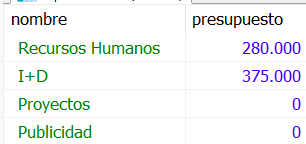 nombre presupuesto
Recursos Humanos 280.000
I+D 375.000
Proyectos 0
Publicidad 0